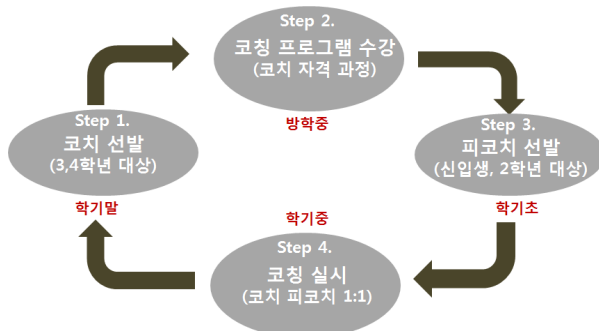 Step 1.
코치 선발
(3,4학년 대상)
학기말
Step 2.
코칭 프로그램 수강
(코치 자격 과정)
방학중
Step 3.
피코치 선발
(신입생, 2학년 대상)
학기초
학기중
Step 4.
코칭 실시
(코치 피코치 1:1)